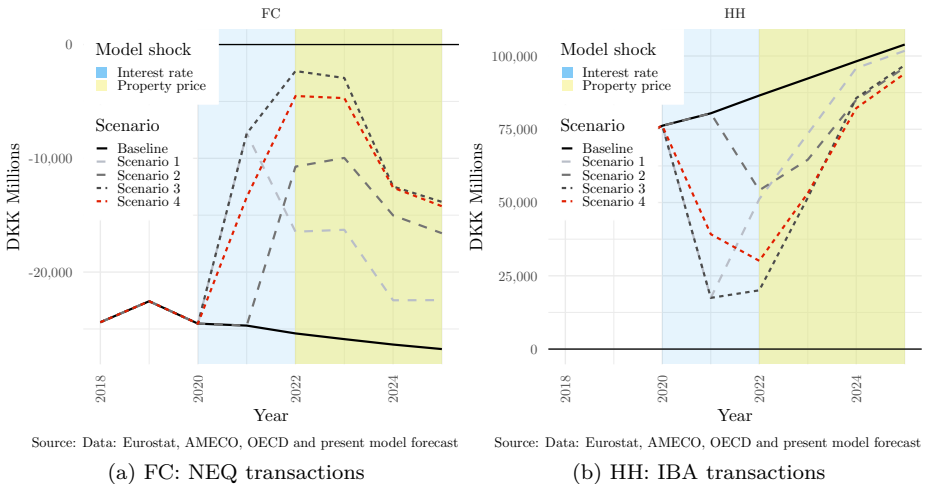 FC
0
-10,000
-20,000
DKK Millions
Model shock
Interest rate
Property price
Scenario
Baseline
Scenario 1
Scenario 2
Scenario 3
Scenario 4
2018
2020
2022
2024
Year
Source: Data: Eurostat, AMECO, OECD and present model forecast
(a) FC: NEQ transactions
HH
100,000
75,000
50,000
25,000
0
DKK Millions
Model shock
Interest rate
Property price
Scenario
Baseline
Scenario 1
Scenario 2
Scenario 3
Scenario 4
2018
2020
2022
2024
Year
Source: Data: Eurostat, AMECO, OECD and present model forecast
(b) HH: IBA transactions